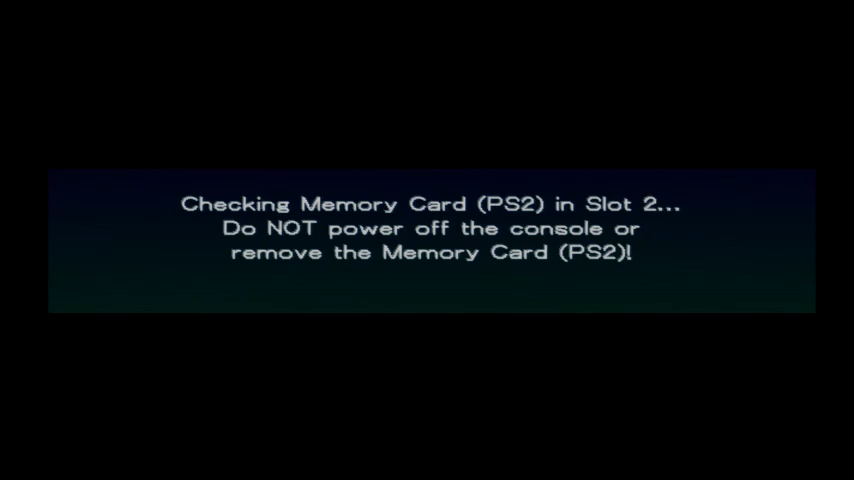 Checking Memory Card (PS2) in Slot 2...
Do NOT power off the console or
remove the Memory Card (PS2)!